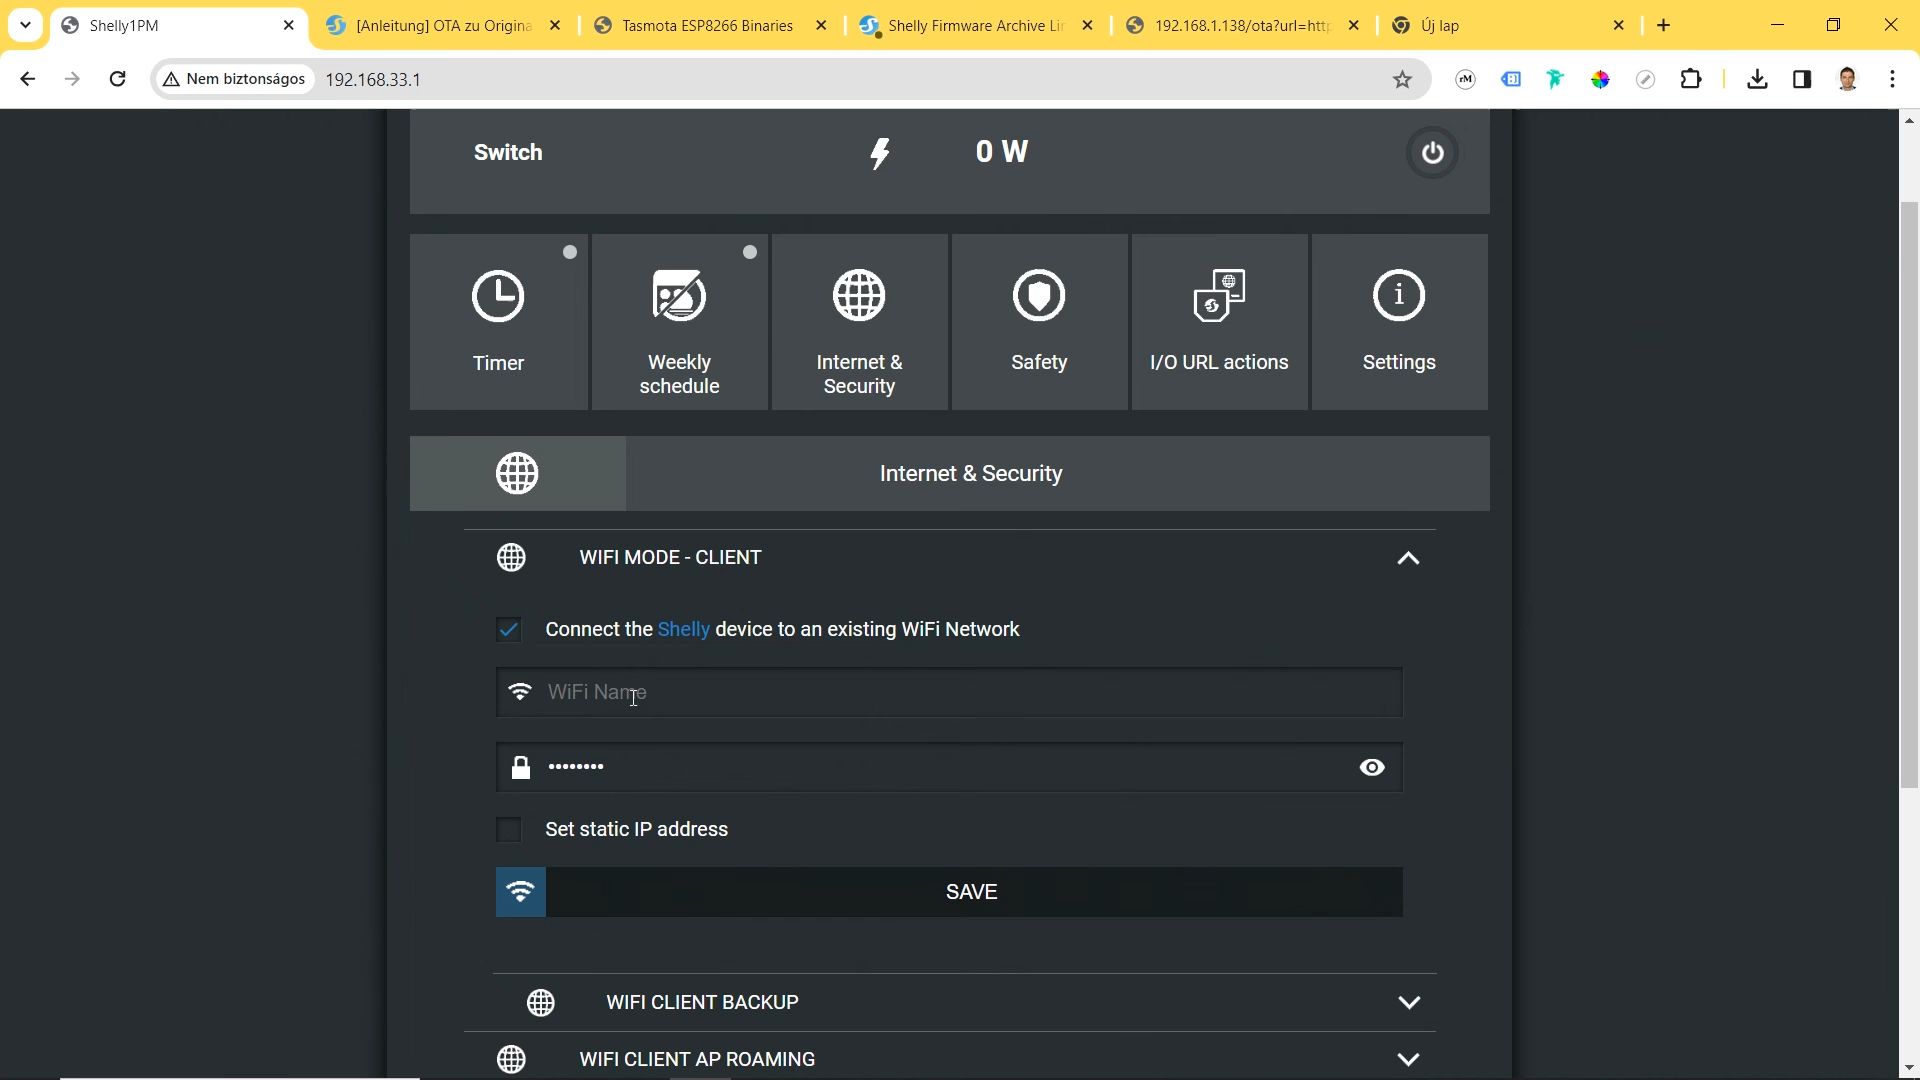 Shelly1PM
[Anleitung] OTA zu Origina
Tasmota ESP8266 Binaries
Shelly Firmware Archive Lin
192.168.1.138/ota?url=http
Új lap
Nem biztonságos
192.168.33.1
Switch
0 W
Timer
Weekly
schedule
Internet &
Security
Safety
I/O URL actions
Settings
Internet & Security
WIFI MODE - CLIENT
Connect the Shelly device to an existing WiFi Network
WiFi Name
••••••••
Set static IP address
SAVE
WIFI CLIENT BACKUP
WIFI CLIENT AP ROAMING